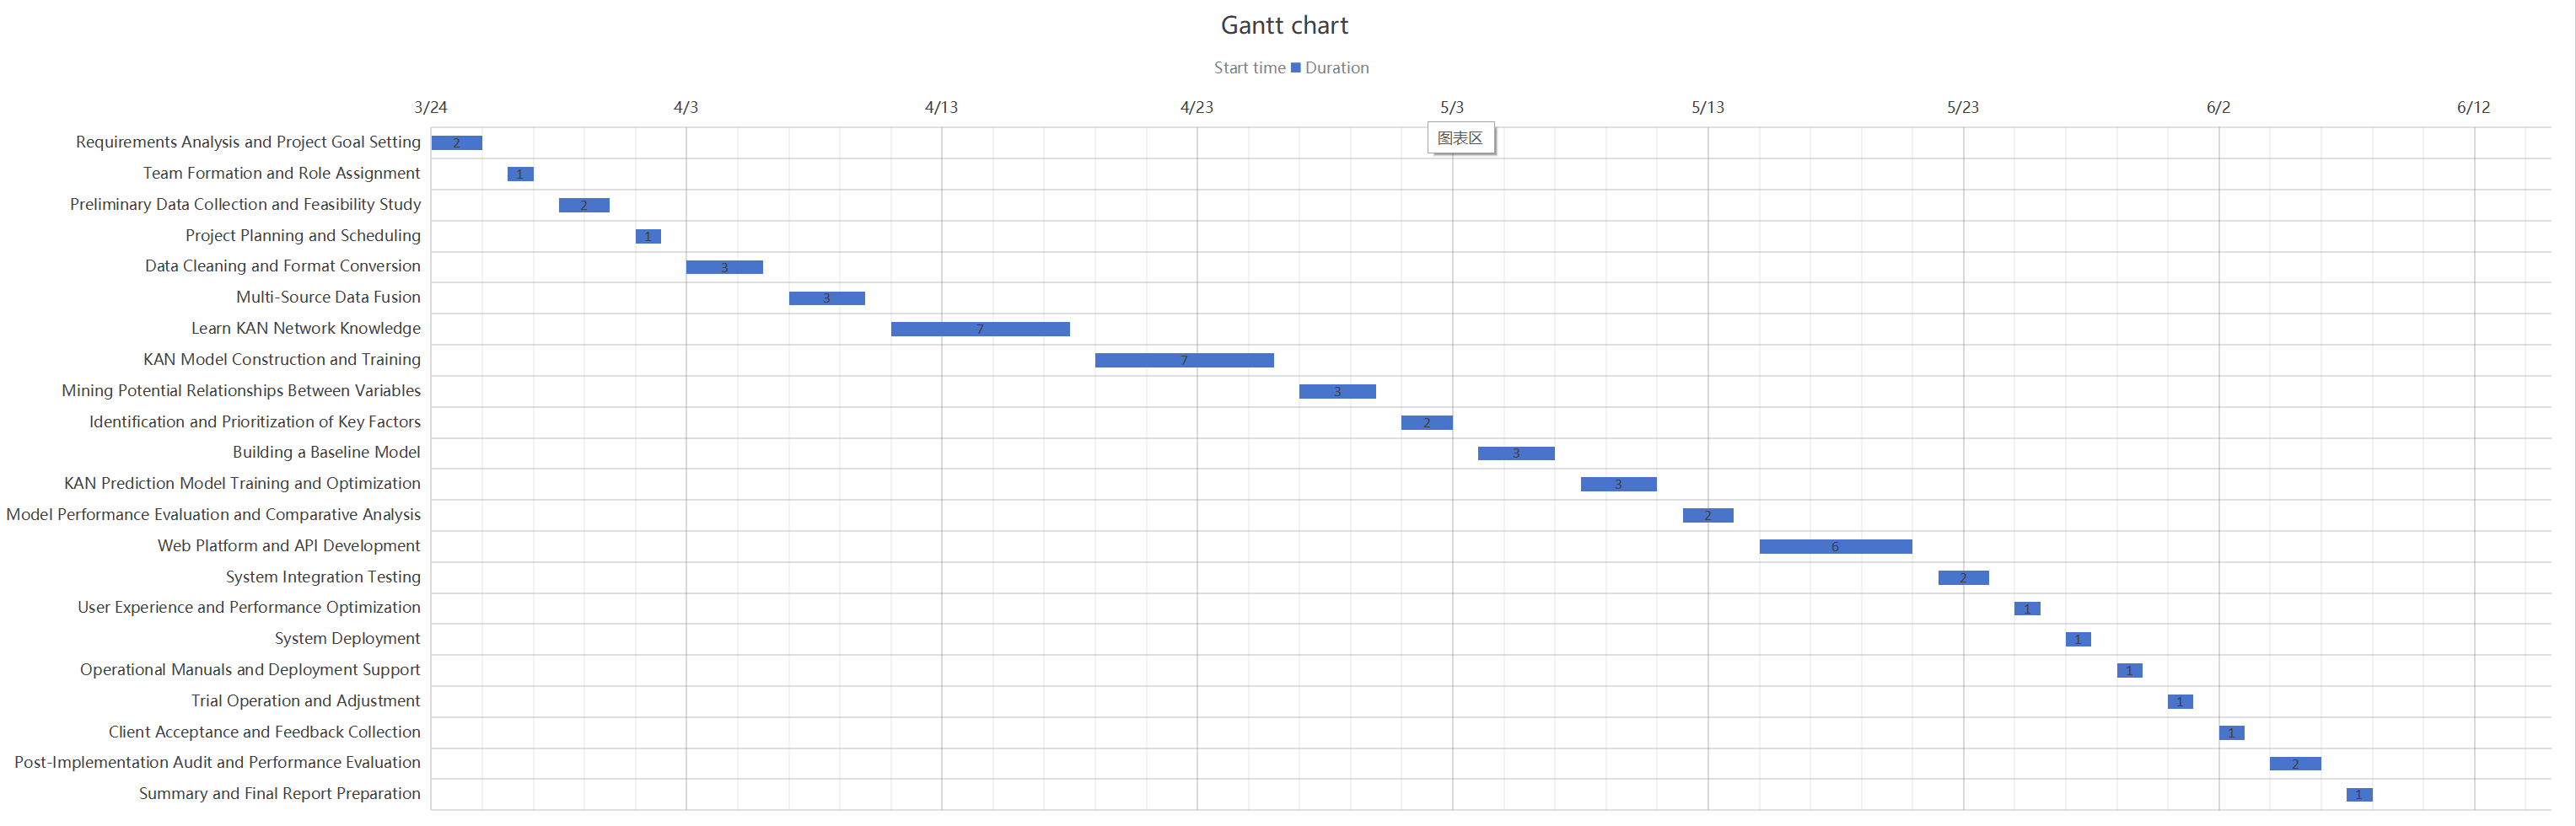 Gantt chart
Start time Duration
3/24 4/3 4/13 4/23 5/3 5/13 5/23 6/2 6/12
图表区
Requirements Analysis and Project Goal Setting 2
Team Formation and Role Assignment 1
Preliminary Data Collection and Feasibility Study 2
Project Planning and Scheduling 1
Data Cleaning and Format Conversion 3
Multi-Source Data Fusion 3
Learn KAN Network Knowledge 7
KAN Model Construction and Training 7
Mining Potential Relationships Between Variables 3
Identification and Prioritization of Key Factors 2
Building a Baseline Model 3
KAN Prediction Model Training and Optimization 3
Model Performance Evaluation and Comparative Analysis 2
Web Platform and API Development 6
System Integration Testing 2
User Experience and Performance Optimization 1
System Deployment 1
Operational Manuals and Deployment Support 1
Trial Operation and Adjustment 1
Client Acceptance and Feedback Collection 1
Post-Implementation Audit and Performance Evaluation 2
Summary and Final Report Preparation 1